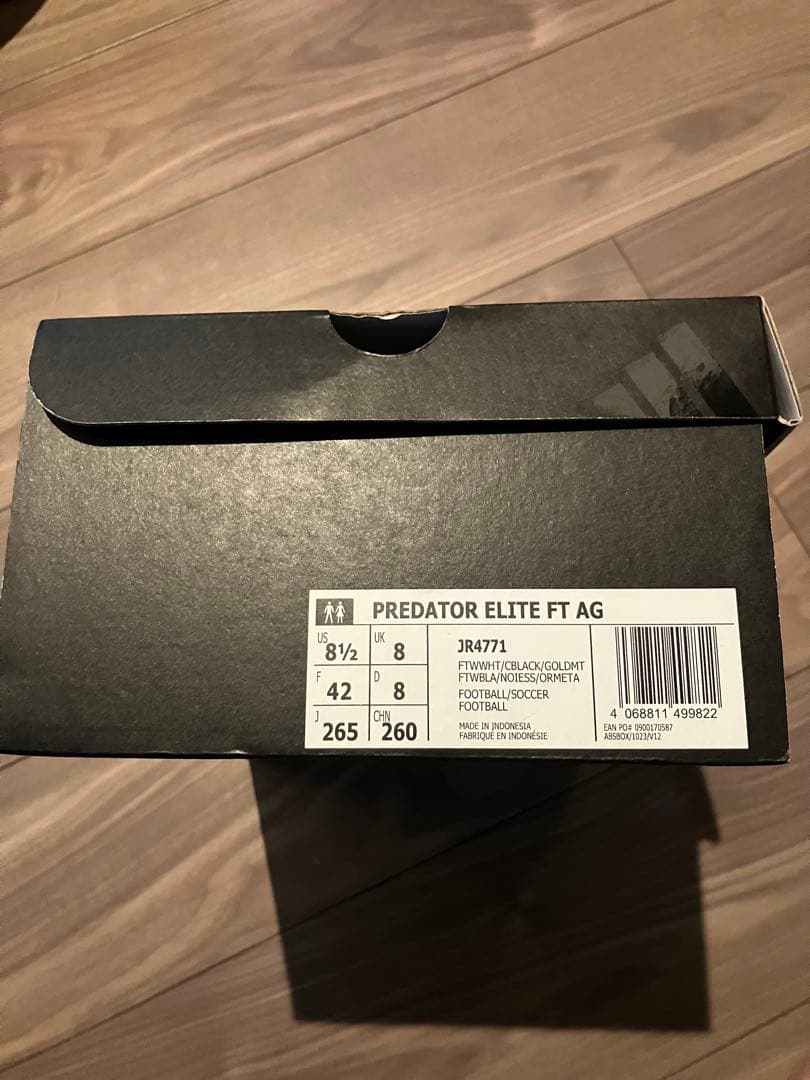 PREDATOR ELITE FT AG
US 8½
UK 8
F 42
D 8
J 265
CHN 260
JR4771
FTWWHT/CBLACK/GOLDMT
FTWBLA/NOIESS/ORMETA
FOOTBALL/SOCCER
FOOTBALL
MADE IN INDONESIA
FABRIQUÉ EN INDONÉSIE
4 068811 499822
EAN PO# 0900170587
ABSBOX/1023/V12